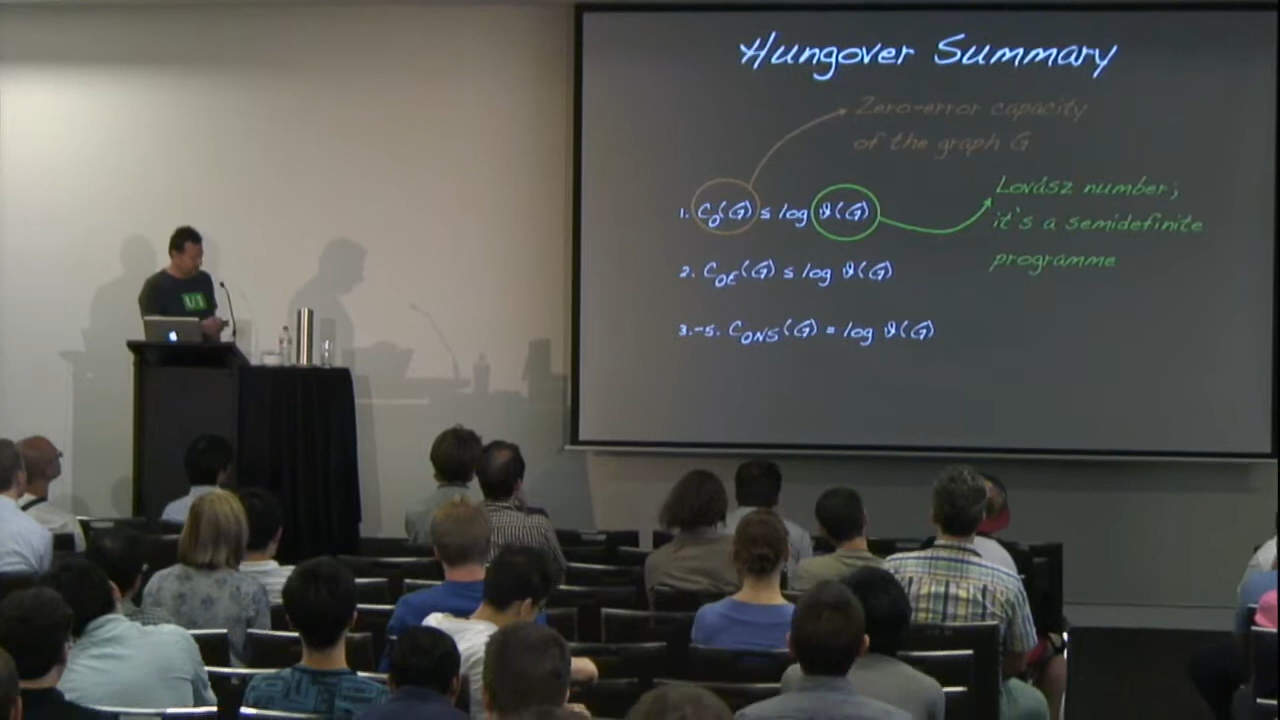 Hungover Summary
Zero-error capacity
of the graph G
Lovász number;
1. C₀(G) ≤ log ϑ(G)
it's a semidefinite
programme
2. C₀E(G) ≤ log ϑ(G)
3.-5. C₀NS(G) = log ϑ(G)